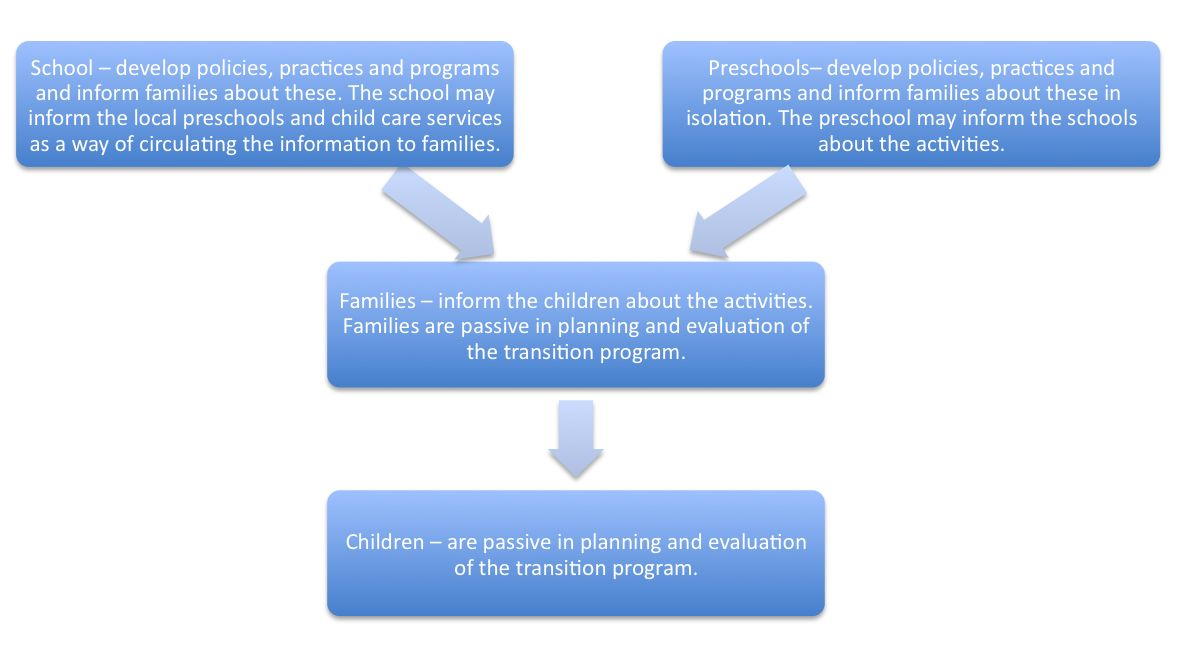 School – develop policies, practices and programs
and inform families about these. The school may
inform the local preschools and child care services
as a way of circulating the information to families.
Preschools– develop policies, practices and
programs and inform families about these in
isolation. The preschool may inform the schools
about the activities.
Families – inform the children about the activities.
Families are passive in planning and evaluation of
the transition program.
Children – are passive in planning and evaluation
of the transition program.